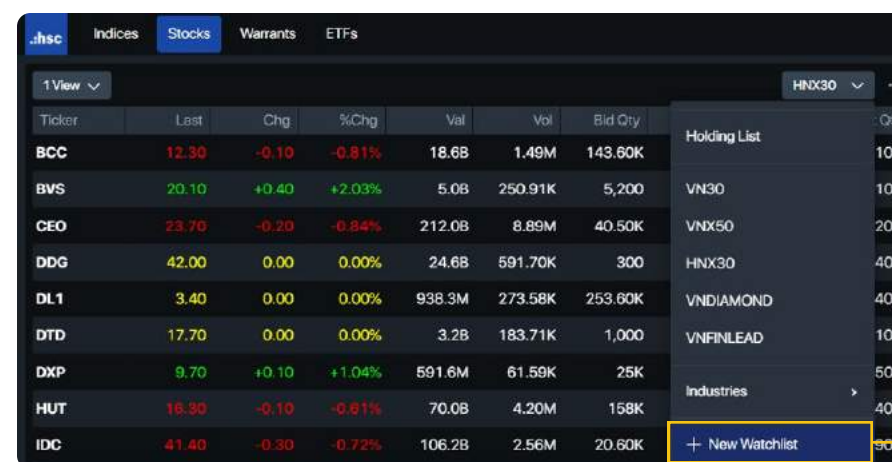 .:hsc Indices Stocks Warrants ETFs
1 View HNX30
Ticker Last Chg %Chg Val Vol Bid Qty
BCC 12.30 -0.10 -0.81% 18.6B 1.49M 143.60K
BVS 20.10 +0.40 +2.03% 5.0B 250.91K 5,200
CEO 23.70 -0.20 -0.84% 212.0B 8.89M 40.50K
DDG 42.00 0.00 0.00% 24.6B 591.70K 300
DL1 3.40 0.00 0.00% 938.3M 273.58K 253.60K
DTD 17.70 0.00 0.00% 3.2B 183.71K 1,000
DXP 9.70 +0.10 +1.04% 591.6M 61.59K 25K
HUT 16.30 -0.10 -0.61% 70.0B 4.20M 158K
IDC 41.40 -0.30 -0.72% 106.2B 2.56M 20.60K
Holding List
VN30
VNX50
HNX30
VNDIAMOND
VNFINLEAD
Industries
+ New Watchlist